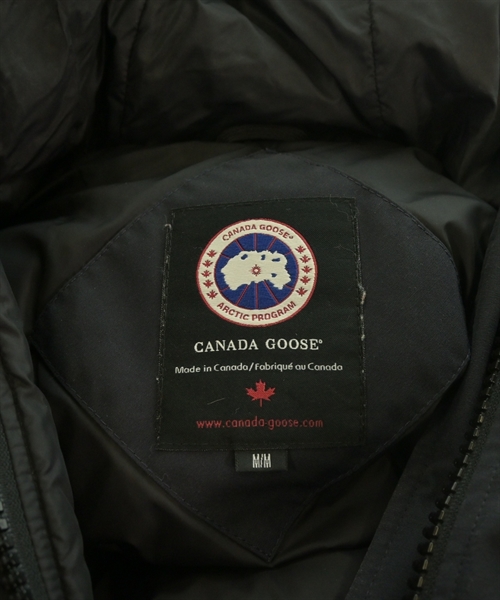 CANADA GOOSE®
ARCTIC PROGRAM
CANADA GOOSE®
Made in Canada/Fabriqué au Canada
www.canada-goose.com
M/M